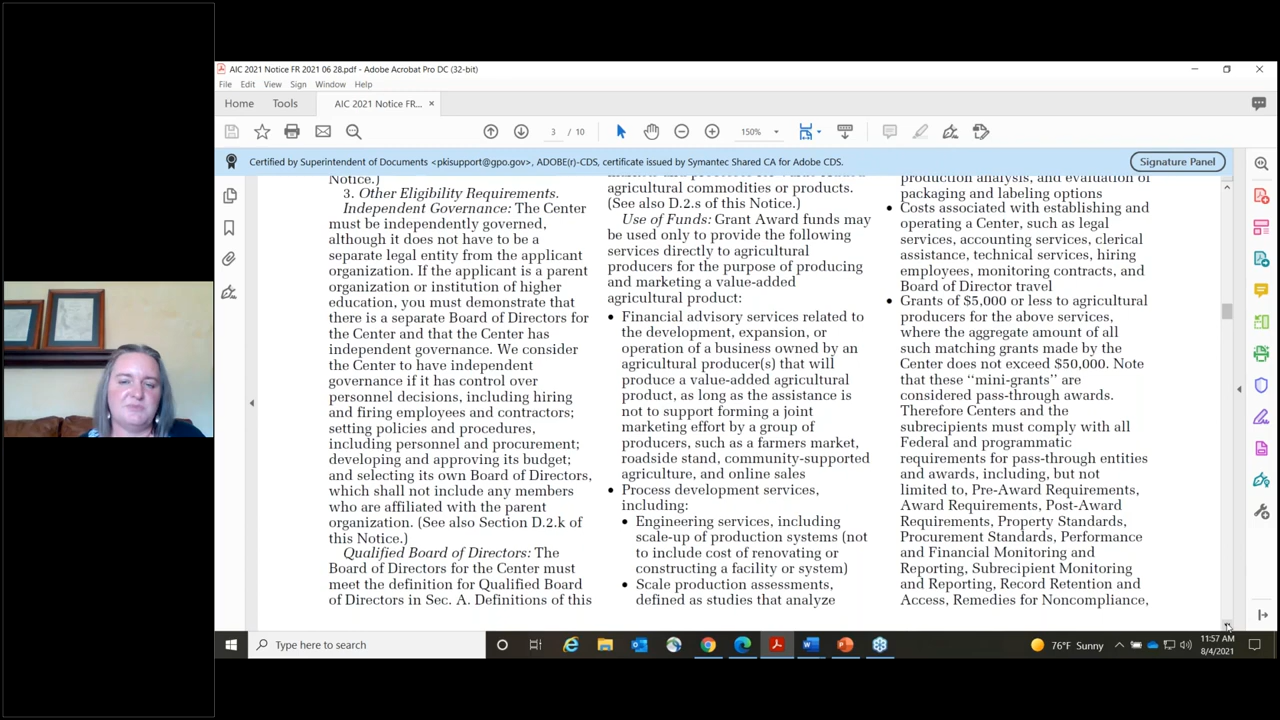 AIC 2021 Notice FR 2021 06 28.pdf - Adobe Acrobat Pro DC (32-bit)
File Edit View Sign Window Help
Home Tools AIC 2021 Notice FR... ×
3 / 10 150%
Certified by Superintendent of Documents <pkisupport@gpo.gov>, ADOBE(r)-CDS, certificate issued by Symantec Shared CA for Adobe CDS.
Signature Panel
Notice.)
3. Other Eligibility Requirements.
Independent Governance: The Center
must be independently governed,
although it does not have to be a
separate legal entity from the applicant
organization. If the applicant is a parent
organization or institution of higher
education, you must demonstrate that
there is a separate Board of Directors for
the Center and that the Center has
independent governance. We consider
the Center to have independent
governance if it has control over
personnel decisions, including hiring
and firing employees and contractors;
setting policies and procedures,
including personnel and procurement;
developing and approving its budget;
and selecting its own Board of Directors,
which shall not include any members
who are affiliated with the parent
organization. (See also Section D.2.k of
this Notice.)
Qualified Board of Directors: The
Board of Directors for the Center must
meet the definition for Qualified Board
of Directors in Sec. A. Definitions of this
agricultural commodities or products.
(See also D.2.s of this Notice.)
Use of Funds: Grant Award funds may
be used only to provide the following
services directly to agricultural
producers for the purpose of producing
and marketing a value-added
agricultural product:
• Financial advisory services related to
the development, expansion, or
operation of a business owned by an
agricultural producer(s) that will
produce a value-added agricultural
product, as long as the assistance is
not to support forming a joint
marketing effort by a group of
producers, such as a farmers market,
roadside stand, community-supported
agriculture, and online sales
• Process development services,
including:
• Engineering services, including
scale-up of production systems (not
to include cost of renovating or
constructing a facility or system)
• Scale production assessments,
defined as studies that analyze
production analysis, and evaluation of
packaging and labeling options
• Costs associated with establishing and
operating a Center, such as legal
services, accounting services, clerical
assistance, technical services, hiring
employees, monitoring contracts, and
Board of Director travel
• Grants of $5,000 or less to agricultural
producers for the above services,
where the aggregate amount of all
such matching grants made by the
Center does not exceed $50,000. Note
that these ‘‘mini-grants’’ are
considered pass-through awards.
Therefore Centers and the
subrecipients must comply with all
Federal and programmatic
requirements for pass-through entities
and awards, including, but not
limited to, Pre-Award Requirements,
Award Requirements, Post-Award
Requirements, Property Standards,
Procurement Standards, Performance
and Financial Monitoring and
Reporting, Subrecipient Monitoring
and Reporting, Record Retention and
Access, Remedies for Noncompliance,
Type here to search
76°F Sunny
11:57 AM
8/4/2021